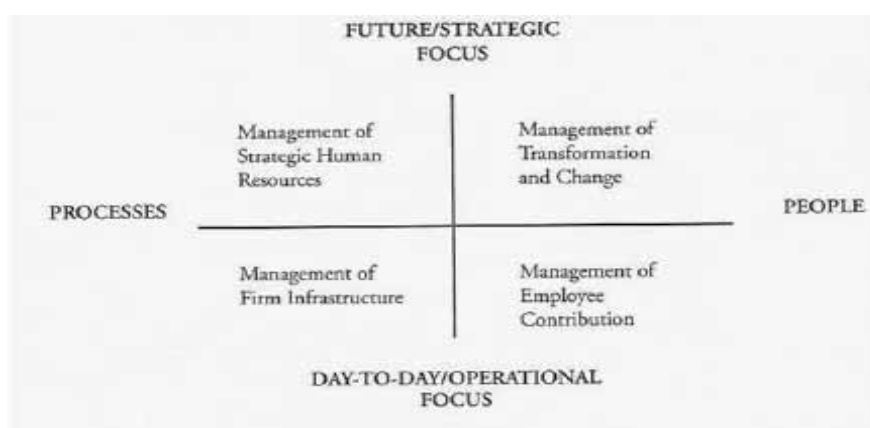 FUTURE/STRATEGIC
FOCUS
Management of
Strategic Human
Resources
Management of
Transformation
and Change
PROCESSES
PEOPLE
Management of
Firm Infrastructure
Management of
Employee
Contribution
DAY-TO-DAY/OPERATIONAL
FOCUS